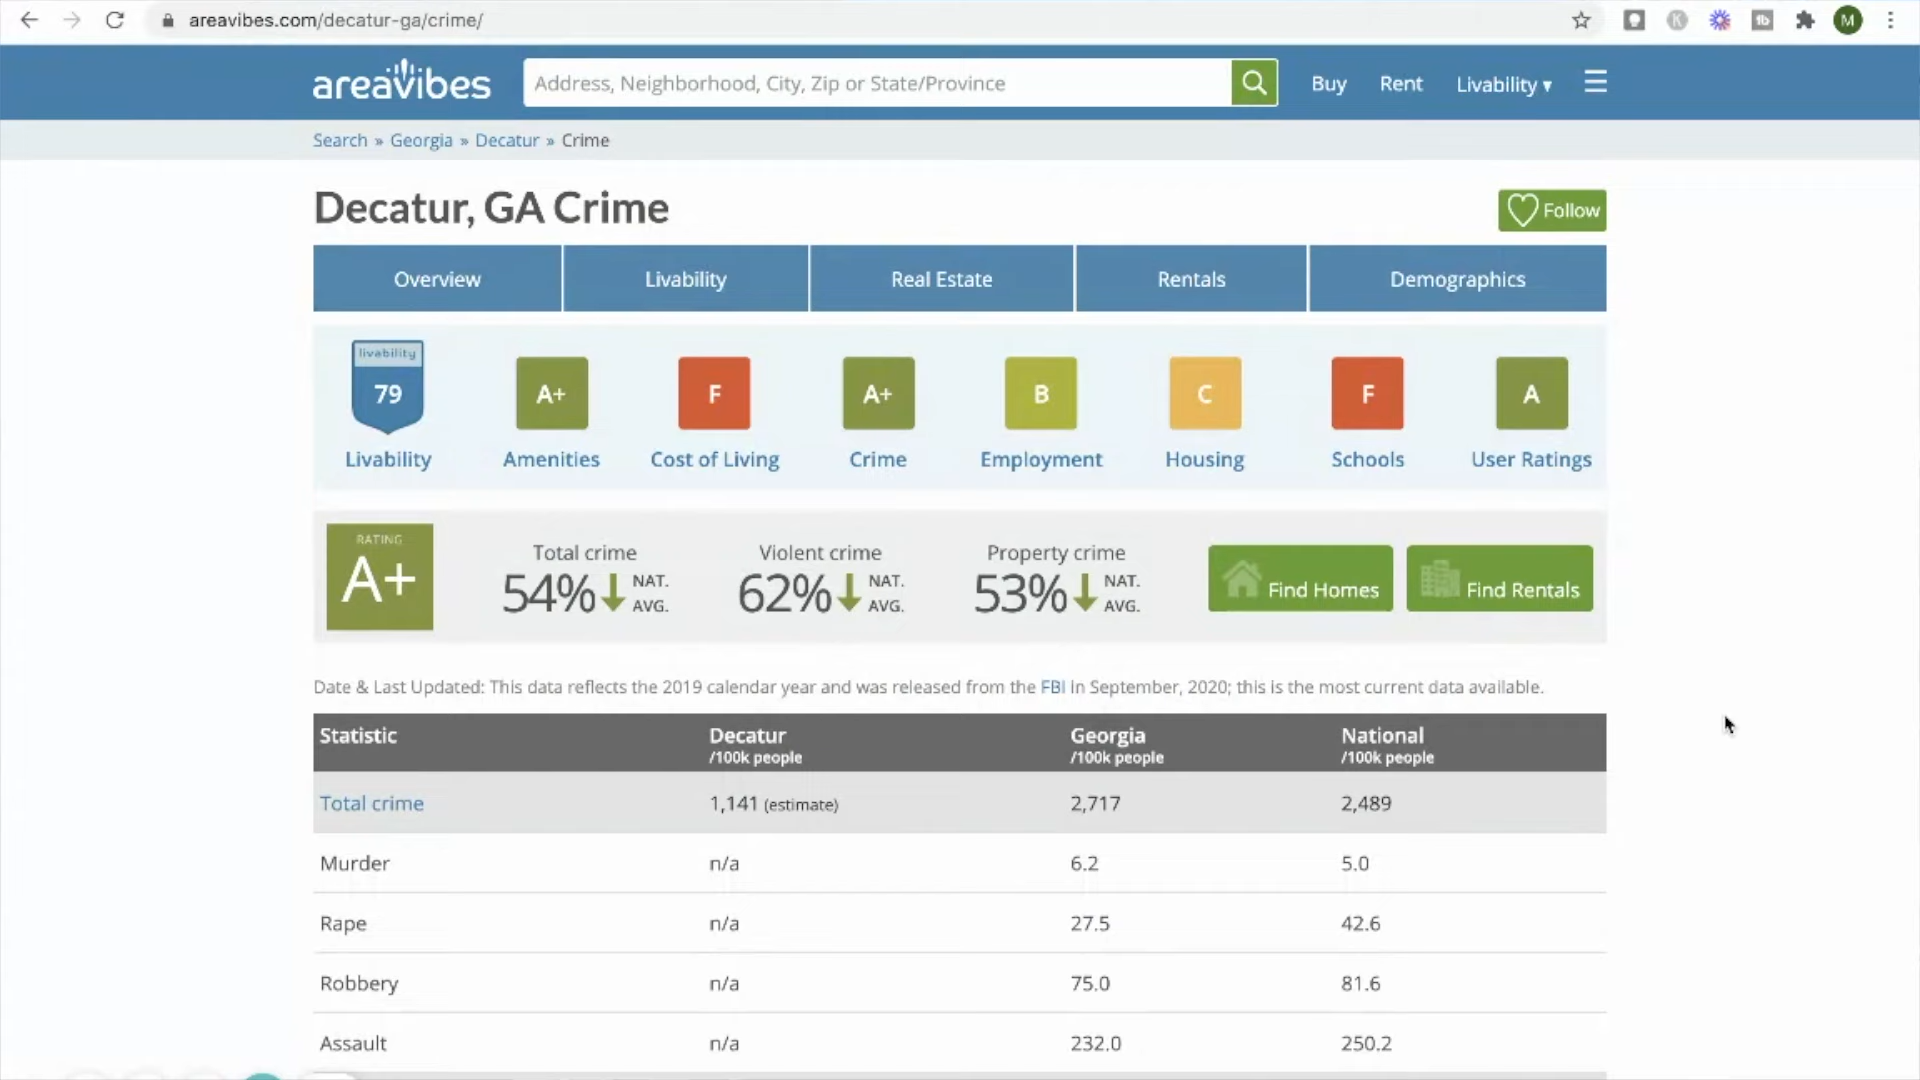 areavibes.com/decatur-ga/crime/
M
areavibes
Address, Neighborhood, City, Zip or State/Province
Buy
Rent
Livability ▾
Search » Georgia » Decatur » Crime
Decatur, GA Crime
Follow
Overview
Livability
Real Estate
Rentals
Demographics
livability
79
A+
F
A+
B
C
F
A
Livability
Amenities
Cost of Living
Crime
Employment
Housing
Schools
User Ratings
RATING
A+
Total crime
54% NAT. AVG.
Violent crime
62% NAT. AVG.
Property crime
53% NAT. AVG.
Find Homes
Find Rentals
Date & Last Updated: This data reflects the 2019 calendar year and was released from the FBI in September, 2020; this is the most current data available.
Statistic Decatur /100k people Georgia /100k people National /100k people
Total crime 1,141 (estimate) 2,717 2,489
Murder n/a 6.2 5.0
Rape n/a 27.5 42.6
Robbery n/a 75.0 81.6
Assault n/a 232.0 250.2